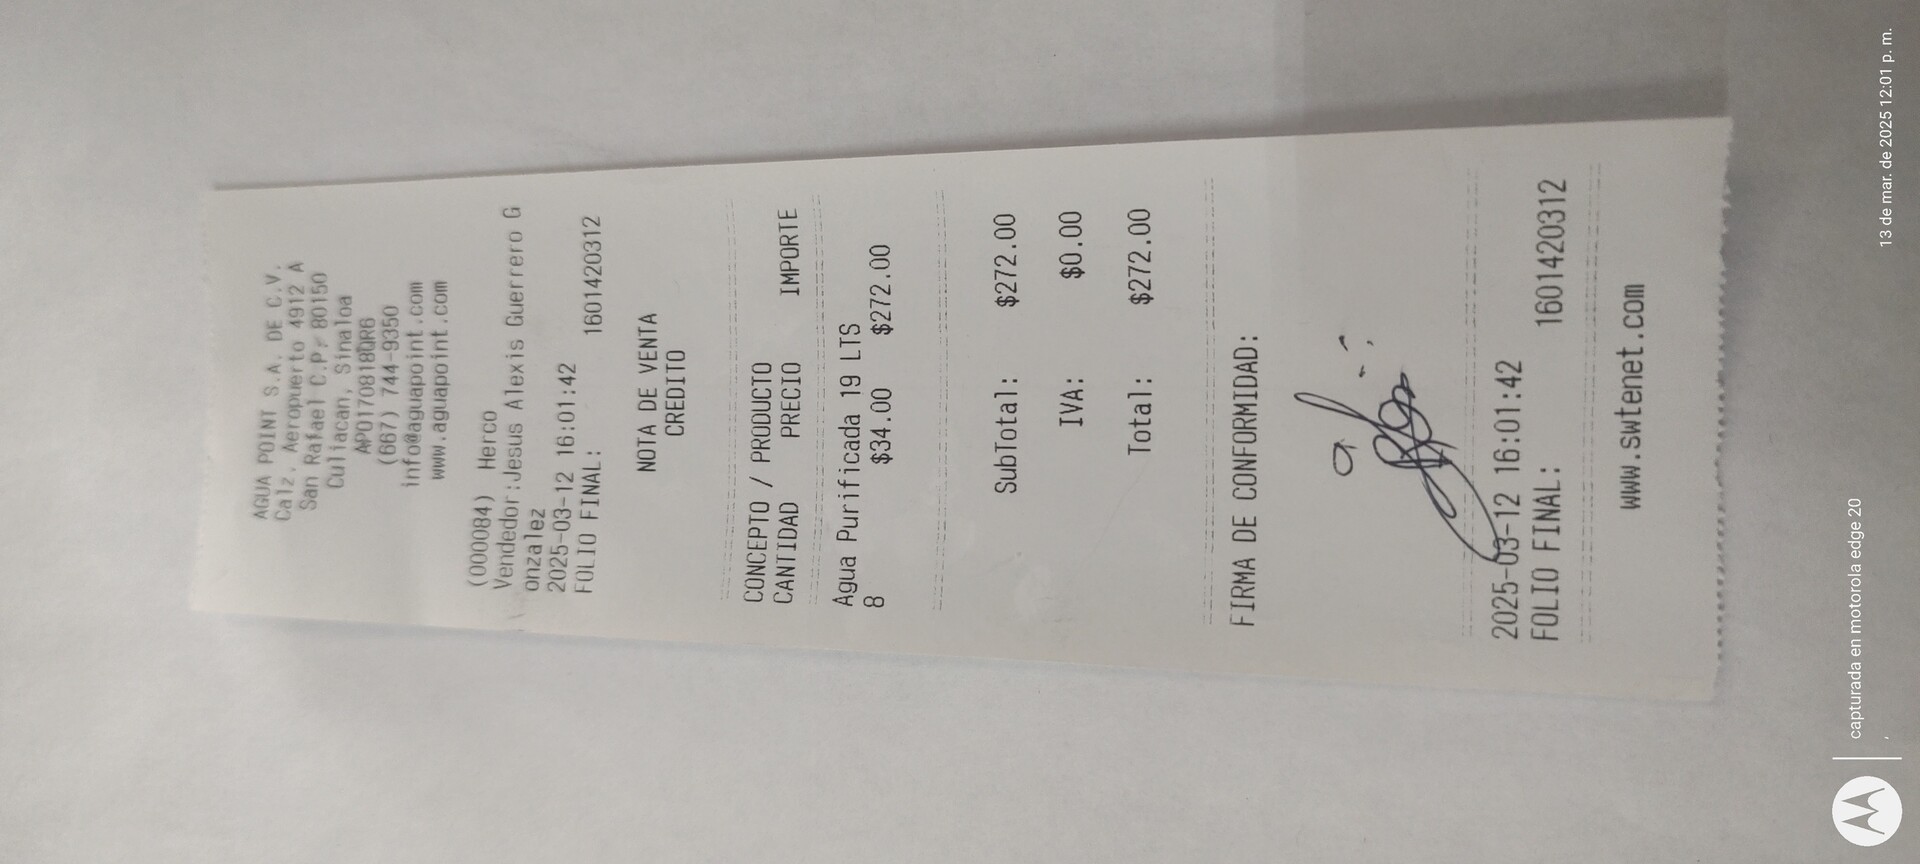 AGUA POINT S.A. DE C.V.
Calz. Aeropuerto 4912 A
San Rafael C.P. 80150
Culiacan, Sinaloa
APO170818QR6
(667) 744-9350
info@aguapoint.com
www.aguapoint.com
(000084) Herco
Vendedor:Jesus Alexis Guerrero G
onzalez
2025-03-12 16:01:42
FOLIO FINAL: 1601420312
NOTA DE VENTA
CREDITO
CONCEPTO / PRODUCTO
CANTIDAD PRECIO IMPORTE
Agua Purificada 19 LTS
8 $34.00 $272.00
SubTotal: $272.00
IVA: $0.00
Total: $272.00
FIRMA DE CONFORMIDAD:
2025-03-12 16:01:42
FOLIO FINAL: 1601420312
www.swtenet.com
capturada en motorola edge 20
13 de mar. de 2025 12:01 p. m.